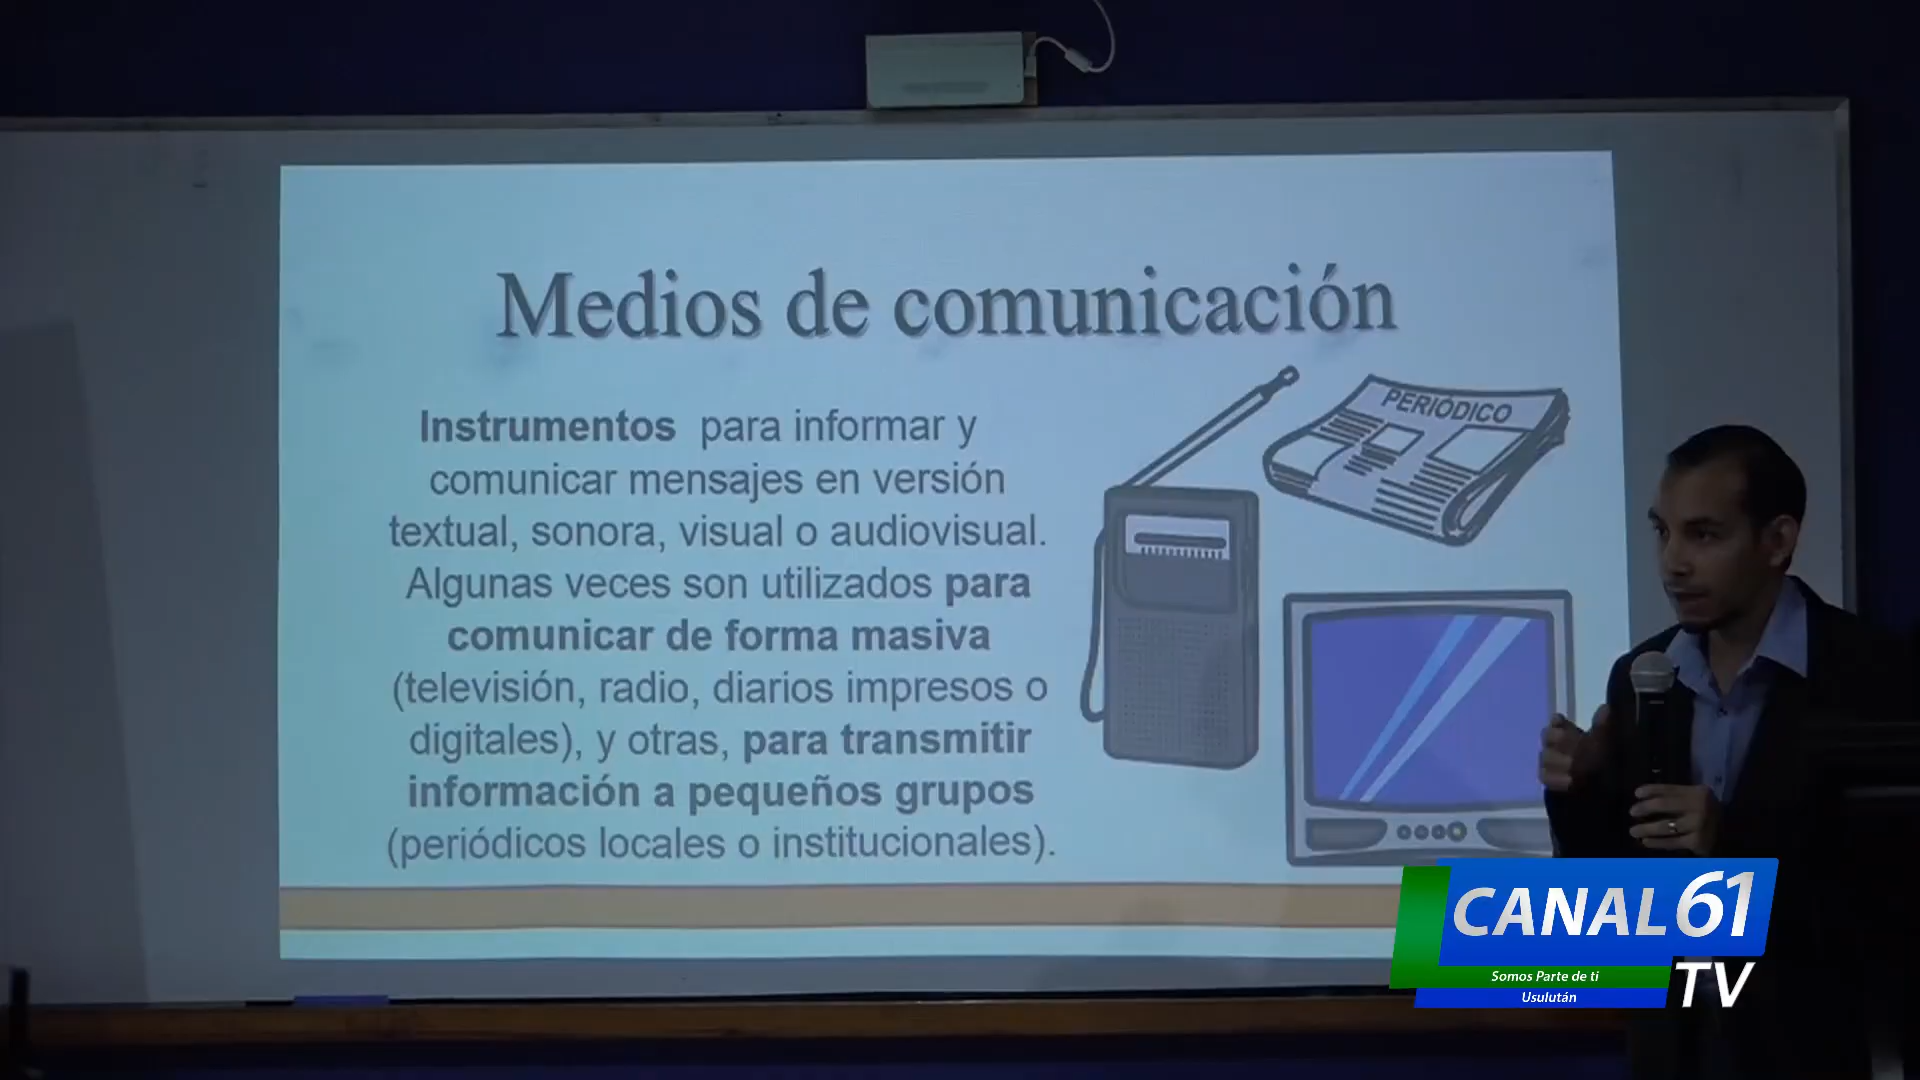 Medios de comunicación
PERIÓDICO
Instrumentos para informar y
comunicar mensajes en versión
textual, sonora, visual o audiovisual.
Algunas veces son utilizados para
comunicar de forma masiva
(televisión, radio, diarios impresos o
digitales), y otras, para transmitir
información a pequeños grupos
(periódicos locales o institucionales).
CANAL 61
TV
Somos Parte de ti
Usulután